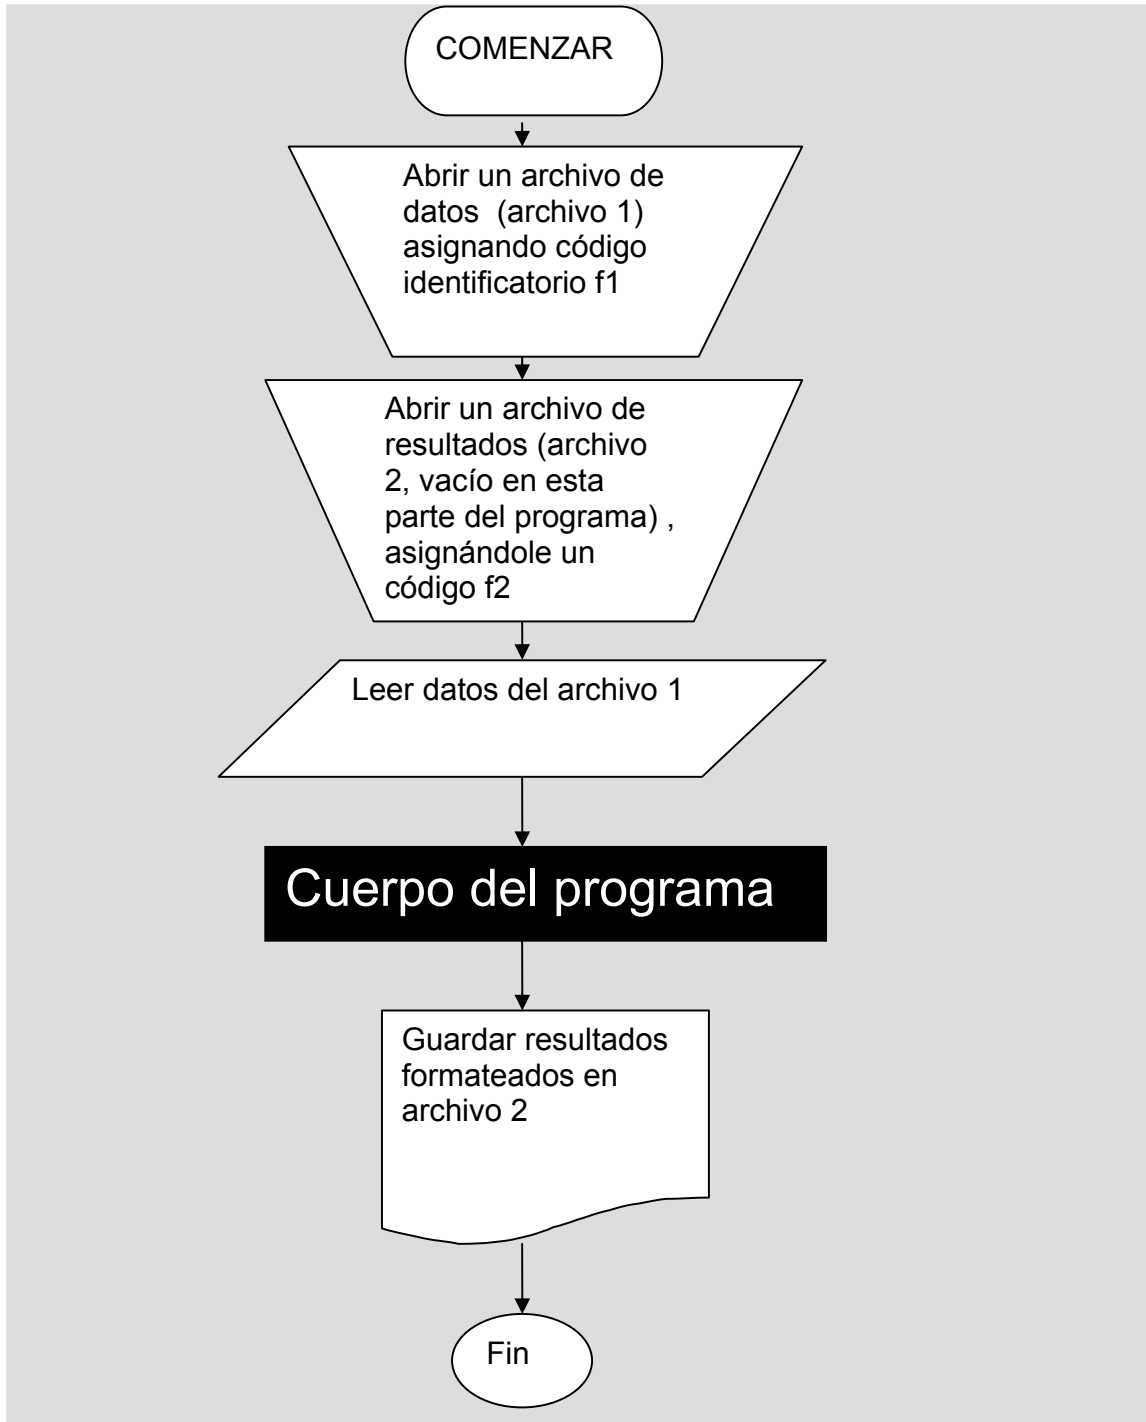 COMENZAR
Abrir un archivo de
datos  (archivo 1)
asignando código
identificatorio f1
Abrir un archivo de
resultados (archivo
2, vacío en esta
parte del programa) ,
asignándole un
código f2
Leer datos del archivo 1
Cuerpo del programa
Guardar resultados
formateados en
archivo 2
Fin